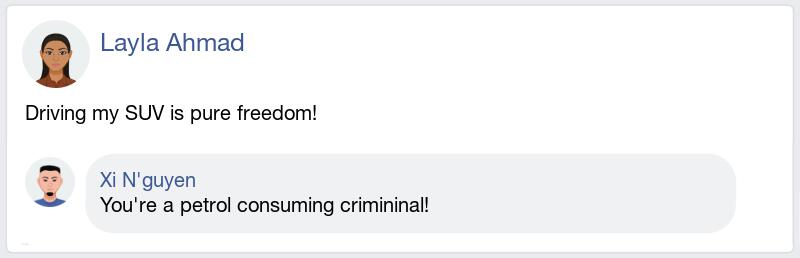 Layla Ahmad
Driving my SUV is pure freedom!
Xi N'guyen
You're a petrol consuming crimininal!